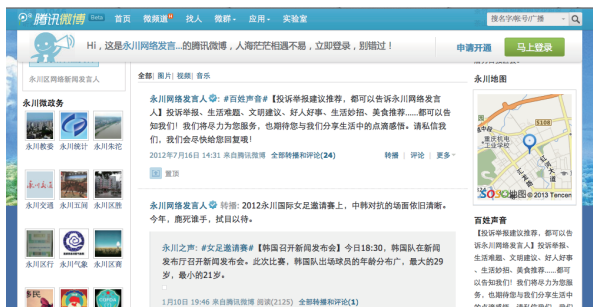 腾讯微博 Beta 首页 微频道 找人 微群 应用 实验室
搜名字/帐号/广播
Hi，这是永川网络发言...的腾讯微博，人海茫茫相遇不易，立即登录，别错过！
申请开通 马上登录
永川区网络新闻发言人
永川微政务
永川教委 永川统计 永川朱沱
永川交通 永川五间 永川区胜
永川区行 永川气象 永川区商
全部| 图片| 视频| 音乐
永川网络发言人: #百姓声音#【投诉举报建议推荐，都可以告诉永川网络发言
人】投诉举报、生活难题、文明建议、好人好事、生活妙招、美食推荐......都可以告
知我们！我们将尽力为您服务，也期待您与我们分享生活中的点滴感悟。请私信我
们，我们会尽快给您回复哦！
2012年7月16日 14:31 来自腾讯微博 全部转播和评论(24)
转播 | 评论 | 更多
置顶
永川网络发言人 转播: 2012永川国际女足邀请赛上，中韩对抗的场面依旧清晰。
今年，鹿死谁手，拭目以待。
永川之声: #女足邀请赛#【韩国召开新闻发布会】今日18:30，韩国队在新闻
发布厅召开新闻发布会。此次比赛，韩国队出场球员的年龄分布广，最大的29
岁，最小的21岁。
1月10日 19:46 来自腾讯微博 阅读(2125) 全部转播和评论(1)
永川地图
S108
重庆机电
工业学校
地图 © 2013 Tencen
百姓声音
【投诉举报建议推荐，都可以告
诉永川网络发言人】投诉举报、
生活难题、文明建议、好人好事
、生活妙招、美食推荐......都可
以告知我们！我们将尽力为您服
务，也期待您与我们分享生活中